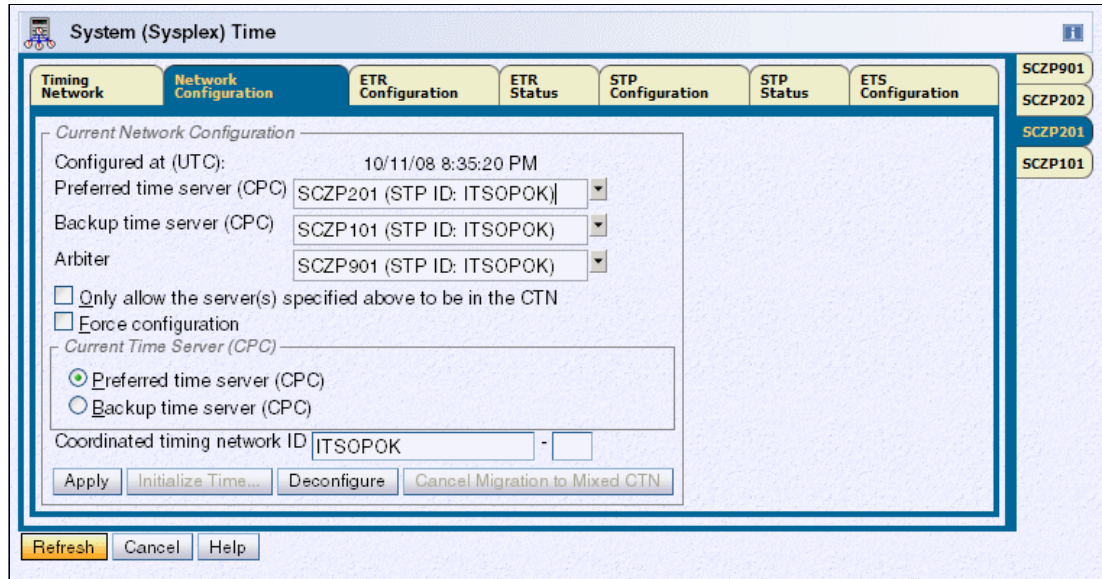 System (Sysplex) Time
i
Timing Network
Network Configuration
ETR Configuration
ETR Status
STP Configuration
STP Status
ETS Configuration
SCZP901
SCZP202
SCZP201
SCZP101
Current Network Configuration
Configured at (UTC): 10/11/08 8:35:20 PM
Preferred time server (CPC) SCZP201 (STP ID: ITSOPOK)
Backup time server (CPC) SCZP101 (STP ID: ITSOPOK)
Arbiter SCZP901 (STP ID: ITSOPOK)
Only allow the server(s) specified above to be in the CTN
Force configuration
Current Time Server (CPC)
Preferred time server (CPC)
Backup time server (CPC)
Coordinated timing network ID ITSOPOK -
Apply Initialize Time... Deconfigure Cancel Migration to Mixed CTN
Refresh Cancel Help